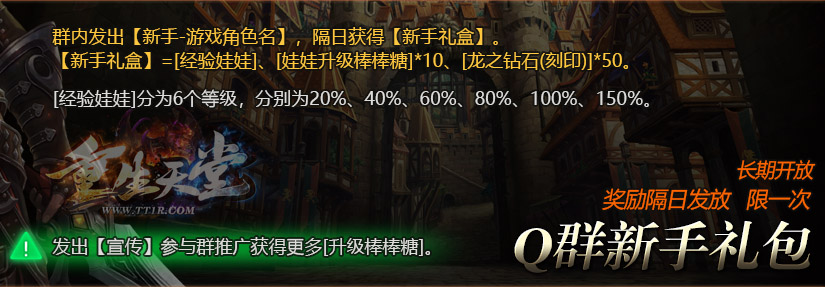 群内发出【新手-游戏角色名】，隔日获得【新手礼盒】。
【新手礼盒】=[经验娃娃]、[娃娃升级棒棒糖]*10、[龙之钻石(刻印)]*50。
[经验娃娃]分为6个等级，分别为20%、40%、60%、80%、100%、150%。
重生天堂
WWW.TT1R.COM
长期开放
奖励隔日发放 限一次
Q群新手礼包
发出【宣传】参与群推广获得更多[升级棒棒糖]。